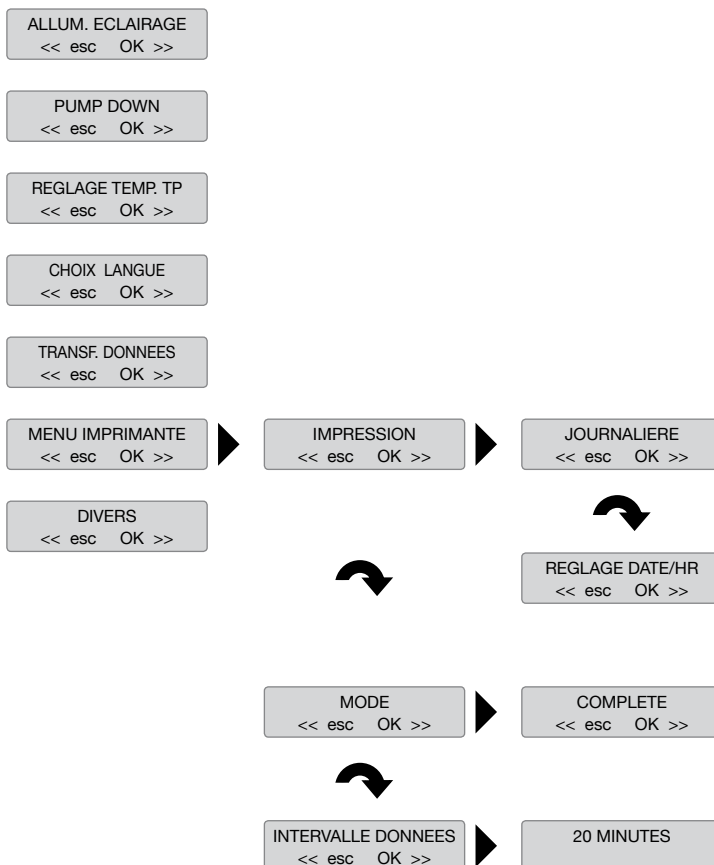 ALLUM. ECLAIRAGE
<< esc OK >>
PUMP DOWN
<< esc OK >>
REGLAGE TEMP. TP
<< esc OK >>
CHOIX LANGUE
<< esc OK >>
TRANSF. DONNEES
<< esc OK >>
MENU IMPRIMANTE
<< esc OK >>
IMPRESSION
<< esc OK >>
JOURNALIERE
<< esc OK >>
DIVERS
<< esc OK >>
REGLAGE DATE/HR
<< esc OK >>
MODE
<< esc OK >>
COMPLETE
<< esc OK >>
INTERVALLE DONNEES
<< esc OK >>
20 MINUTES